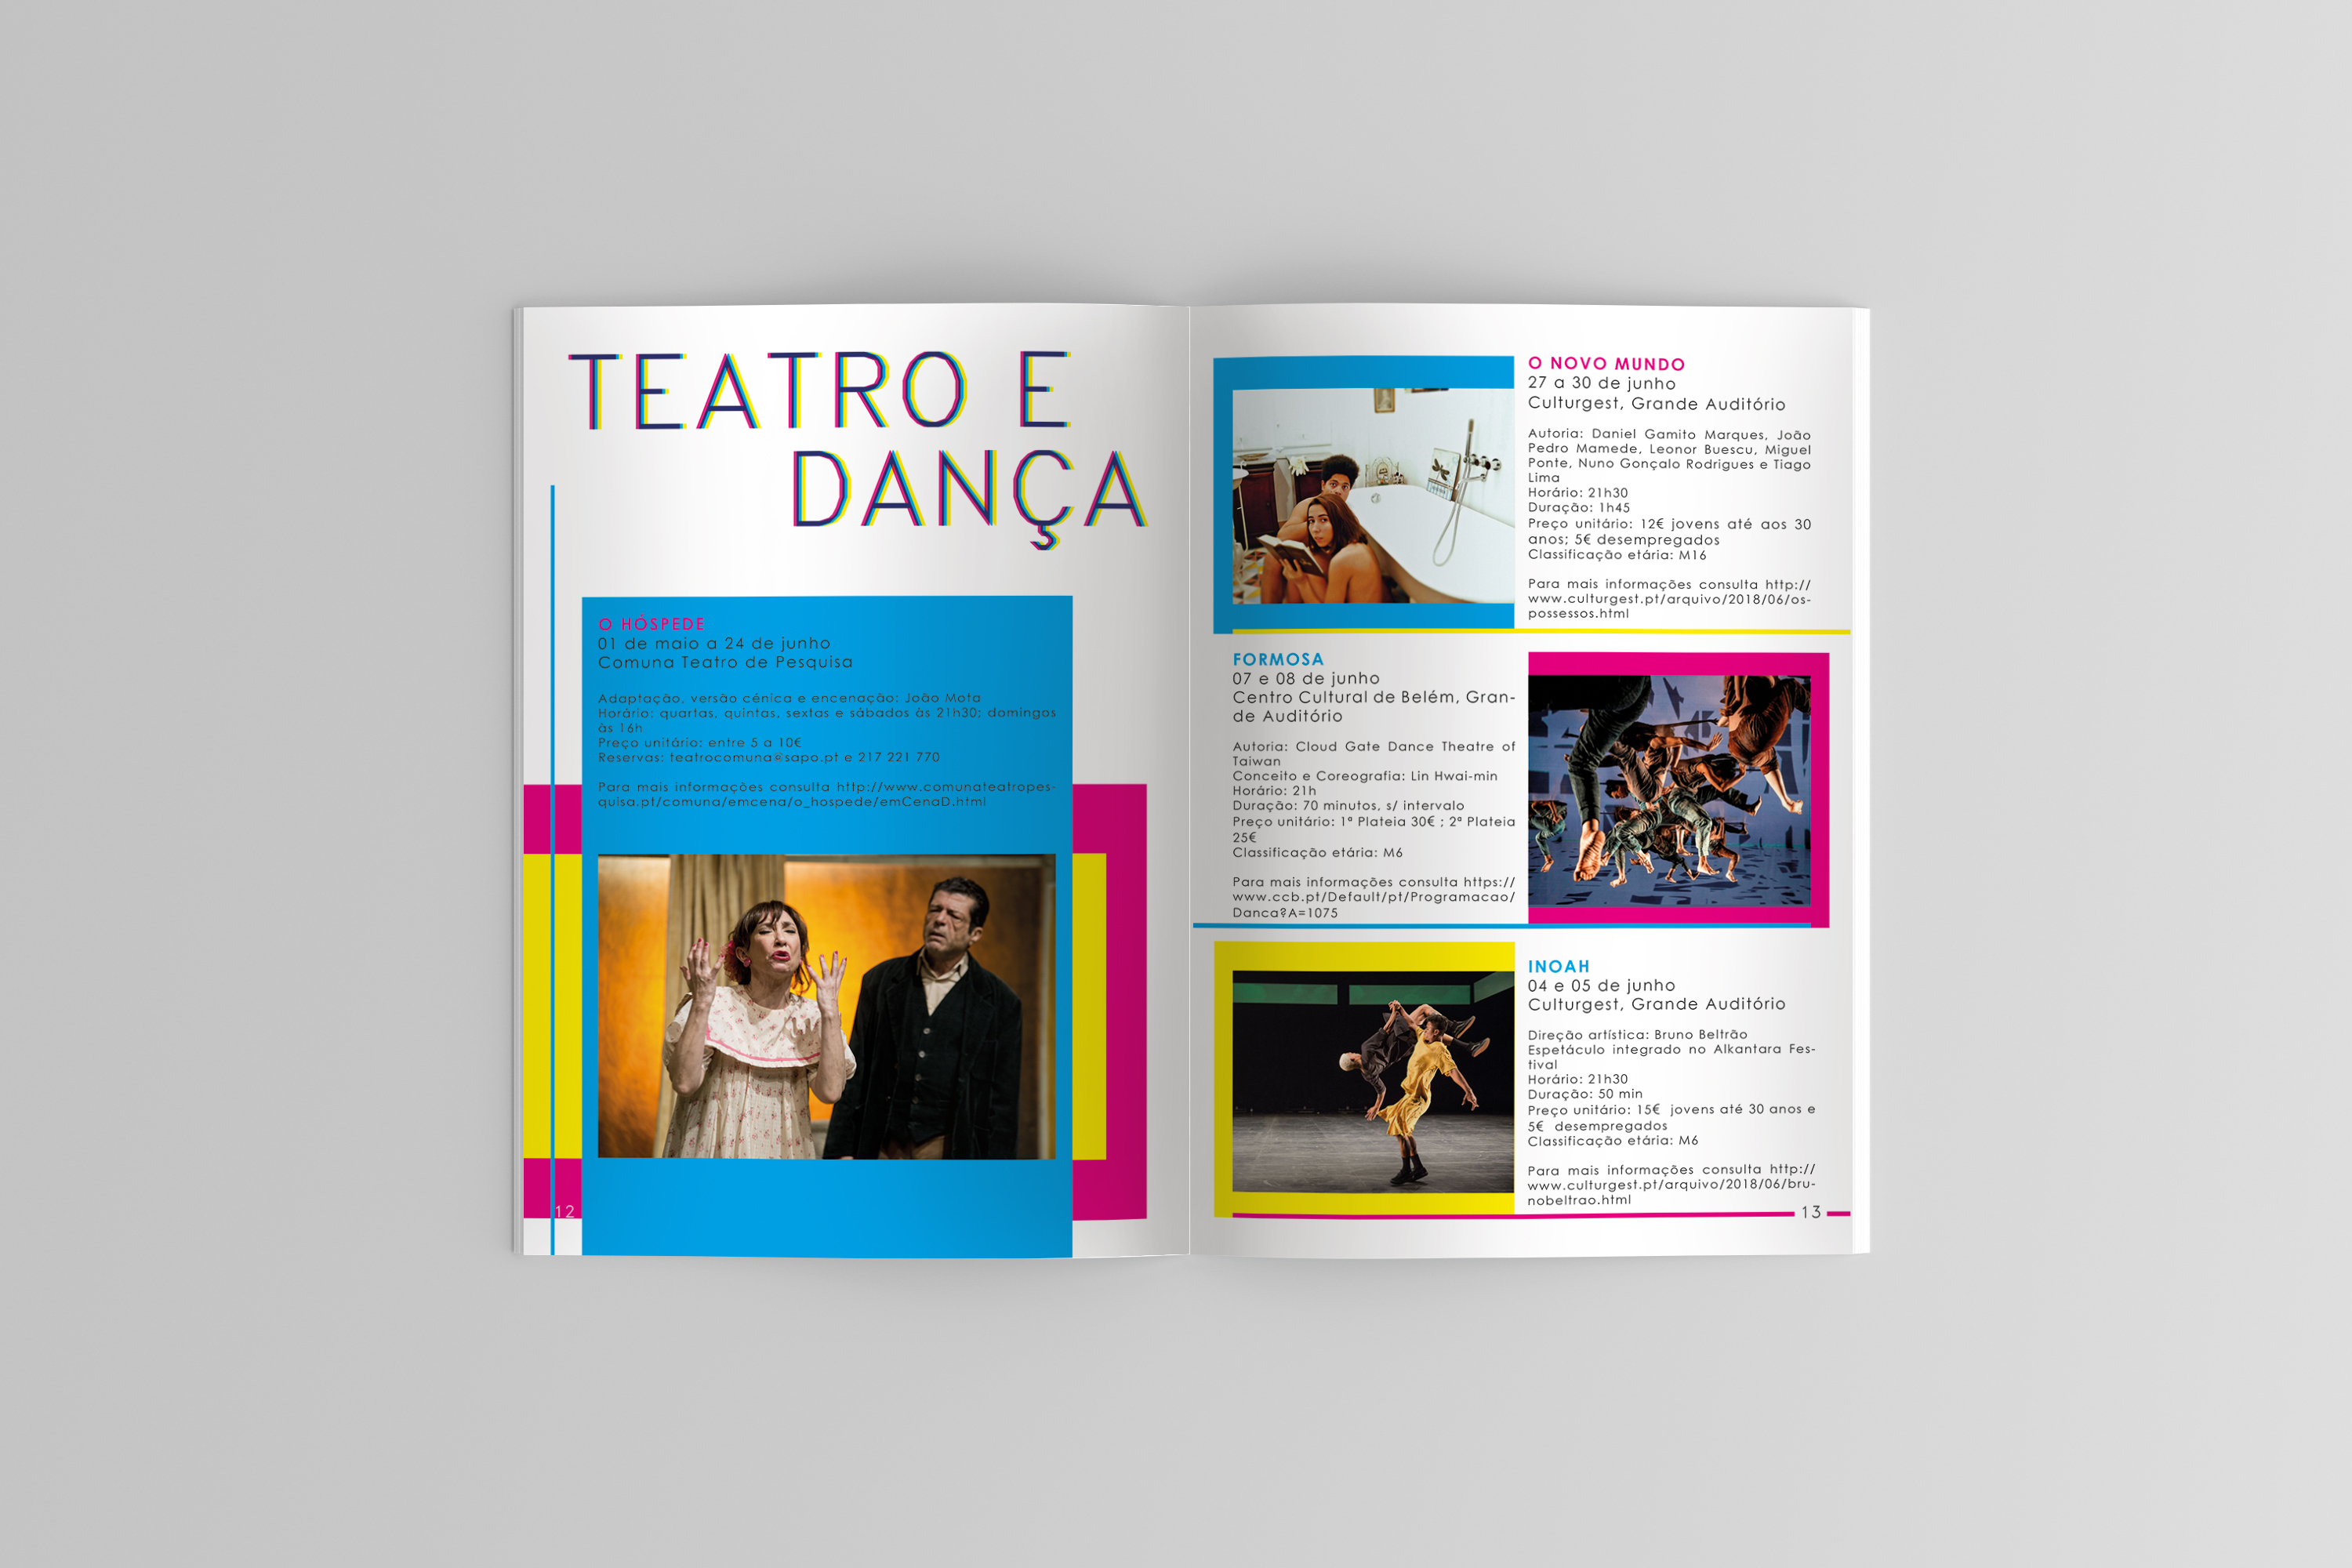 TEATRO E
DANÇA
O HÓSPEDE
01 de maio a 24 de junho
Comuna Teatro de Pesquisa
Adaptação, versão cénica e encenação: João Mota
Horário: quartas, quintas, sextas e sábados às 21h30; domingos
às 16h
Preço unitário: entre 5 a 10€
Reservas: teatrocomuna@sapo.pt e 217 221 770
Para mais informações consulta http://www.comunateatropes-
quisa.pt/comuna/emcena/o_hospede/emCenaD.html
12
O NOVO MUNDO
27 a 30 de junho
Culturgest, Grande Auditório
Autoria: Daniel Gamito Marques, João
Pedro Mamede, Leonor Buescu, Miguel
Ponte, Nuno Gonçalo Rodrigues e Tiago
Lima
Horário: 21h30
Duração: 1h45
Preço unitário: 12€ jovens até aos 30
anos; 5€ desempregados
Classificação etária: M16
Para mais informações consulta http://
www.culturgest.pt/arquivo/2018/06/os-
possessos.html
FORMOSA
07 e 08 de junho
Centro Cultural de Belém, Gran-
de Auditório
Autoria: Cloud Gate Dance Theatre of
Taiwan
Conceito e Coreografia: Lin Hwai-min
Horário: 21h
Duração: 70 minutos, s/ intervalo
Preço unitário: 1ª Plateia 30€ ; 2ª Plateia
25€
Classificação etária: M6
Para mais informações consulta https://
www.ccb.pt/Default/pt/Programacao/
Danca?A=1075
INOAH
04 e 05 de junho
Culturgest, Grande Auditório
Direção artística: Bruno Beltrão
Espetáculo integrado no Alkantara Fes-
tival
Horário: 21h30
Duração: 50 min
Preço unitário: 15€ jovens até 30 anos e
5€ desempregados
Classificação etária: M6
Para mais informações consulta http://
www.culturgest.pt/arquivo/2018/06/bru-
nobeltrao.html
13